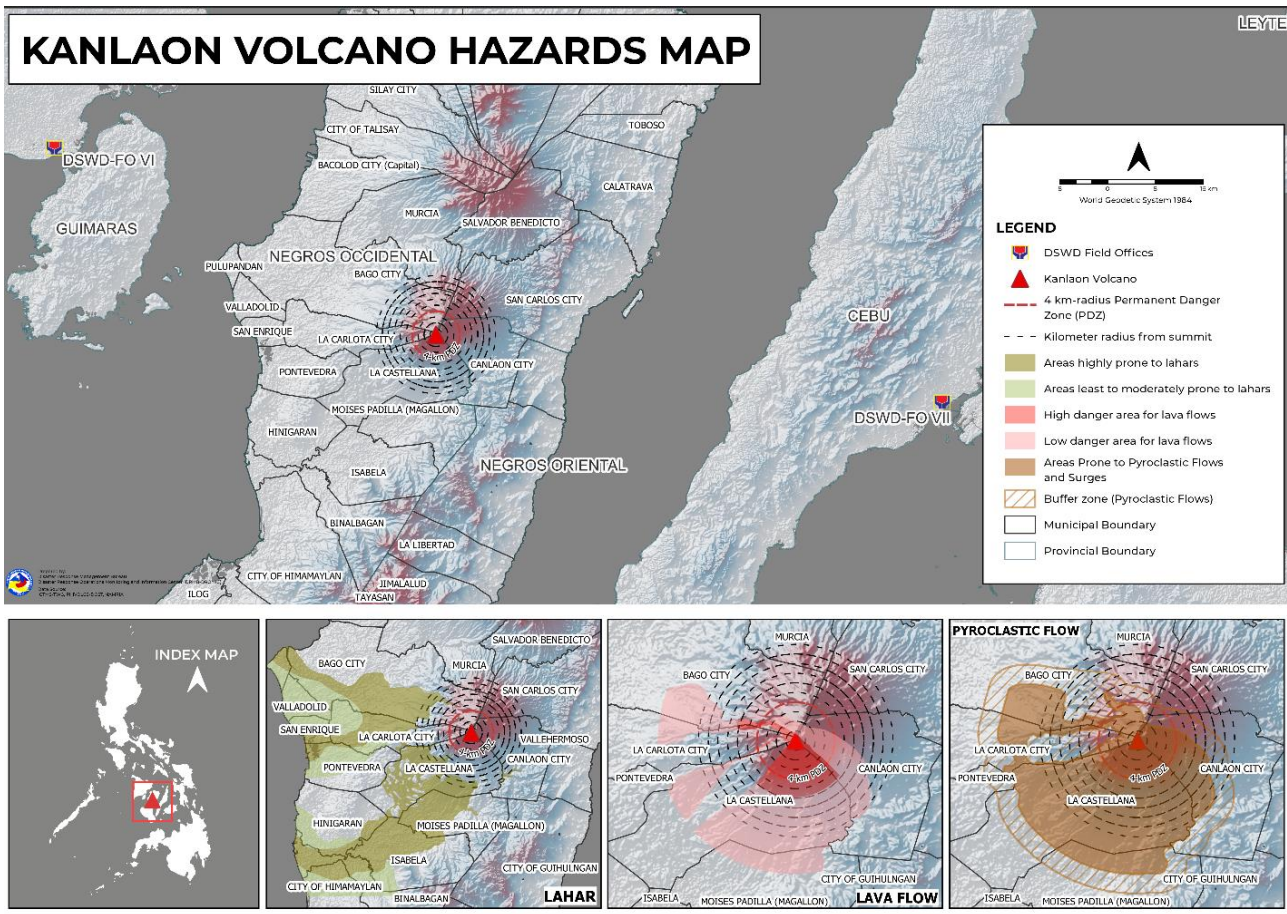 KANLAON VOLCANO HAZARDS MAP
LEYTE
SILAY CITY
CITY OF TALISAY
TOBOSO
BACOLOD CITY (Capital)
DSWD-FO VI
CALATRAVA
MURCIA
SALVADOR BENEDICTO
GUIMARAS
NEGROS OCCIDENTAL
PULUPANDAN
BAGO CITY
SAN CARLOS CITY
VALLADOLID
SAN ENRIQUE
LA CARLOTA CITY
CEBU
4-km PDZ
CANLAON CITY
PONTEVEDRA
LA CASTELLANA
MOISES PADILLA (MAGALLON)
DSWD-FO VII
HINIGARAN
ISABELA
NEGROS ORIENTAL
BINALBAGAN
LA LIBERTAD
CITY OF HIMAMAYLAN
JIMALALUD
ILOG
TAYASAN
5 0 5 10 km
World Geodetic System 1984
LEGEND
DSWD Field Offices
Kanlaon Volcano
4 km-radius Permanent Danger
Zone (PDZ)
Kilometer radius from summit
Areas highly prone to lahars
Areas least to moderately prone to lahars
High danger area for lava flows
Low danger area for lava flows
Areas Prone to Pyroclastic Flows
and Surges
Buffer zone (Pyroclastic Flows)
Municipal Boundary
Provincial Boundary
INDEX MAP
SALVADOR BENEDICTO
BAGO CITY
MURCIA
SAN CARLOS CITY
VALLADOLID
SAN ENRIQUE
LA CARLOTA CITY
VALLEHERMOSO
4-km PDZ
CANLAON CITY
PONTEVEDRA
LA CASTELLANA
HINIGARAN
MOISES PADILLA (MAGALLON)
ISABELA
CITY OF GUIHULNGAN
CITY OF HIMAMAYLAN
BINALBAGAN
LAHAR
MURCIA
BAGO CITY
SAN CARLOS CITY
LA CARLOTA CITY
CANLAON CITY
PONTEVEDRA
4-km PDZ
LA CASTELLANA
CITY OF GUIHULNGAN
ISABELA
MOISES PADILLA (MAGALLON)
LAVA FLOW
PYROCLASTIC FLOW
MURCIA
BAGO CITY
SAN CARLOS CITY
LA CARLOTA CITY
CANLAON CITY
PONTEVEDRA
4-km PDZ
LA CASTELLANA
CITY OF GUIHULNGAN
ISABELA
MOISES PADILLA (MAGALLON)